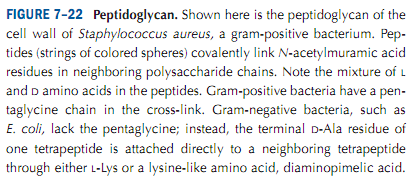 FIGURE 7–22 Peptidoglycan. Shown here is the peptidoglycan of the
cell wall of Staphylococcus aureus, a gram-positive bacterium. Pep-
tides (strings of colored spheres) covalently link N-acetylmuramic acid
residues in neighboring polysaccharide chains. Note the mixture of L
and D amino acids in the peptides. Gram-positive bacteria have a pen-
taglycine chain in the cross-link. Gram-negative bacteria, such as
E. coli, lack the pentaglycine; instead, the terminal D-Ala residue of
one tetrapeptide is attached directly to a neighboring tetrapeptide
through either L-Lys or a lysine-like amino acid, diaminopimelic acid.